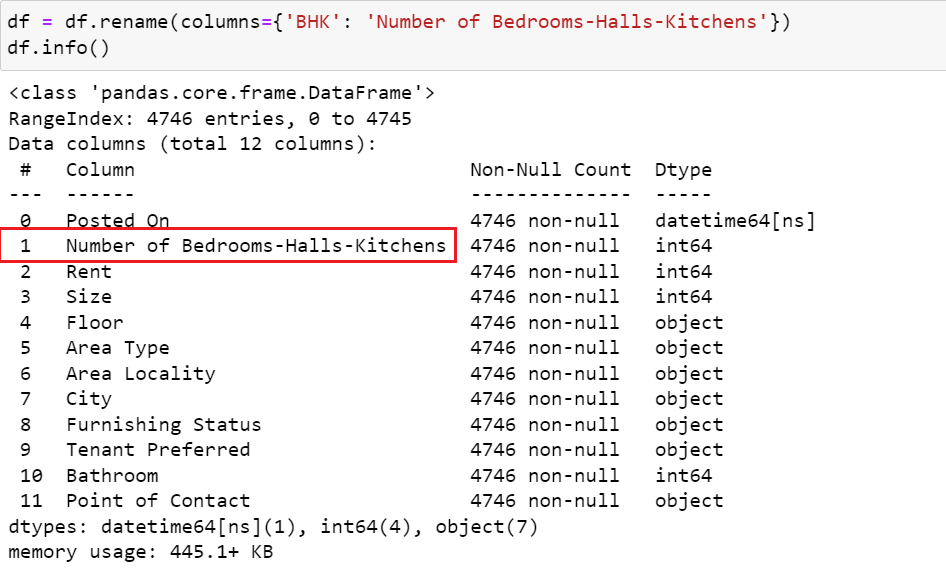 df = df.rename(columns={'BHK': 'Number of Bedrooms-Halls-Kitchens'})
df.info()
<class 'pandas.core.frame.DataFrame'>
RangeIndex: 4746 entries, 0 to 4745
Data columns (total 12 columns):
 #   Column                             Non-Null Count  Dtype
---  ------                             --------------  -----
 0   Posted On                          4746 non-null   datetime64[ns]
 1   Number of Bedrooms-Halls-Kitchens  4746 non-null   int64
 2   Rent                               4746 non-null   int64
 3   Size                               4746 non-null   int64
 4   Floor                              4746 non-null   object
 5   Area Type                          4746 non-null   object
 6   Area Locality                      4746 non-null   object
 7   City                               4746 non-null   object
 8   Furnishing Status                  4746 non-null   object
 9   Tenant Preferred                   4746 non-null   object
 10  Bathroom                           4746 non-null   int64
 11  Point of Contact                   4746 non-null   object
dtypes: datetime64[ns](1), int64(4), object(7)
memory usage: 445.1+ KB